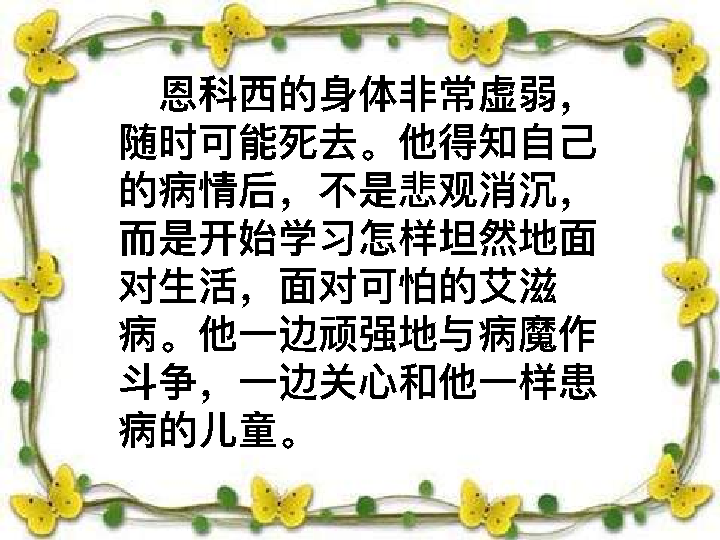 恩科西的身体非常虚弱，
随时可能死去。他得知自己
的病情后，不是悲观消沉，
而是开始学习怎样坦然地面
对生活，面对可怕的艾滋
病。他一边顽强地与病魔作
斗争，一边关心和他一样患
病的儿童。